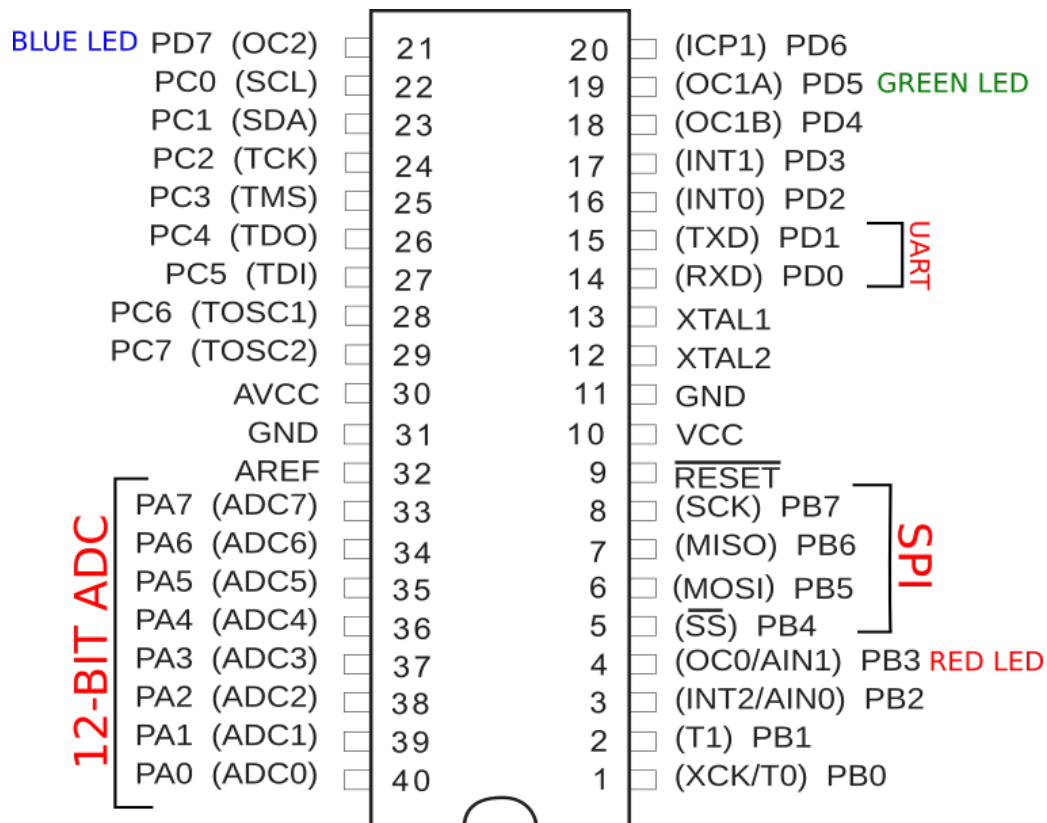 BLUE LED PD7 (OC2) 21 20 (ICP1) PD6
PC0 (SCL) 22 19 (OC1A) PD5 GREEN LED
PC1 (SDA) 23 18 (OC1B) PD4
PC2 (TCK) 24 17 (INT1) PD3
PC3 (TMS) 25 16 (INT0) PD2
PC4 (TDO) 26 15 (TXD) PD1
UART
PC5 (TDI) 27 14 (RXD) PD0
PC6 (TOSC1) 28 13 XTAL1
PC7 (TOSC2) 29 12 XTAL2
AVCC 30 11 GND
GND 31 10 VCC
AREF 32 9 RESET
12-BIT ADC
PA7 (ADC7) 33 8 (SCK) PB7
SPI
PA6 (ADC6) 34 7 (MISO) PB6
PA5 (ADC5) 35 6 (MOSI) PB5
PA4 (ADC4) 36 5 (SS) PB4
PA3 (ADC3) 37 4 (OC0/AIN1) PB3 RED LED
PA2 (ADC2) 38 3 (INT2/AIN0) PB2
PA1 (ADC1) 39 2 (T1) PB1
PA0 (ADC0) 40 1 (XCK/T0) PB0